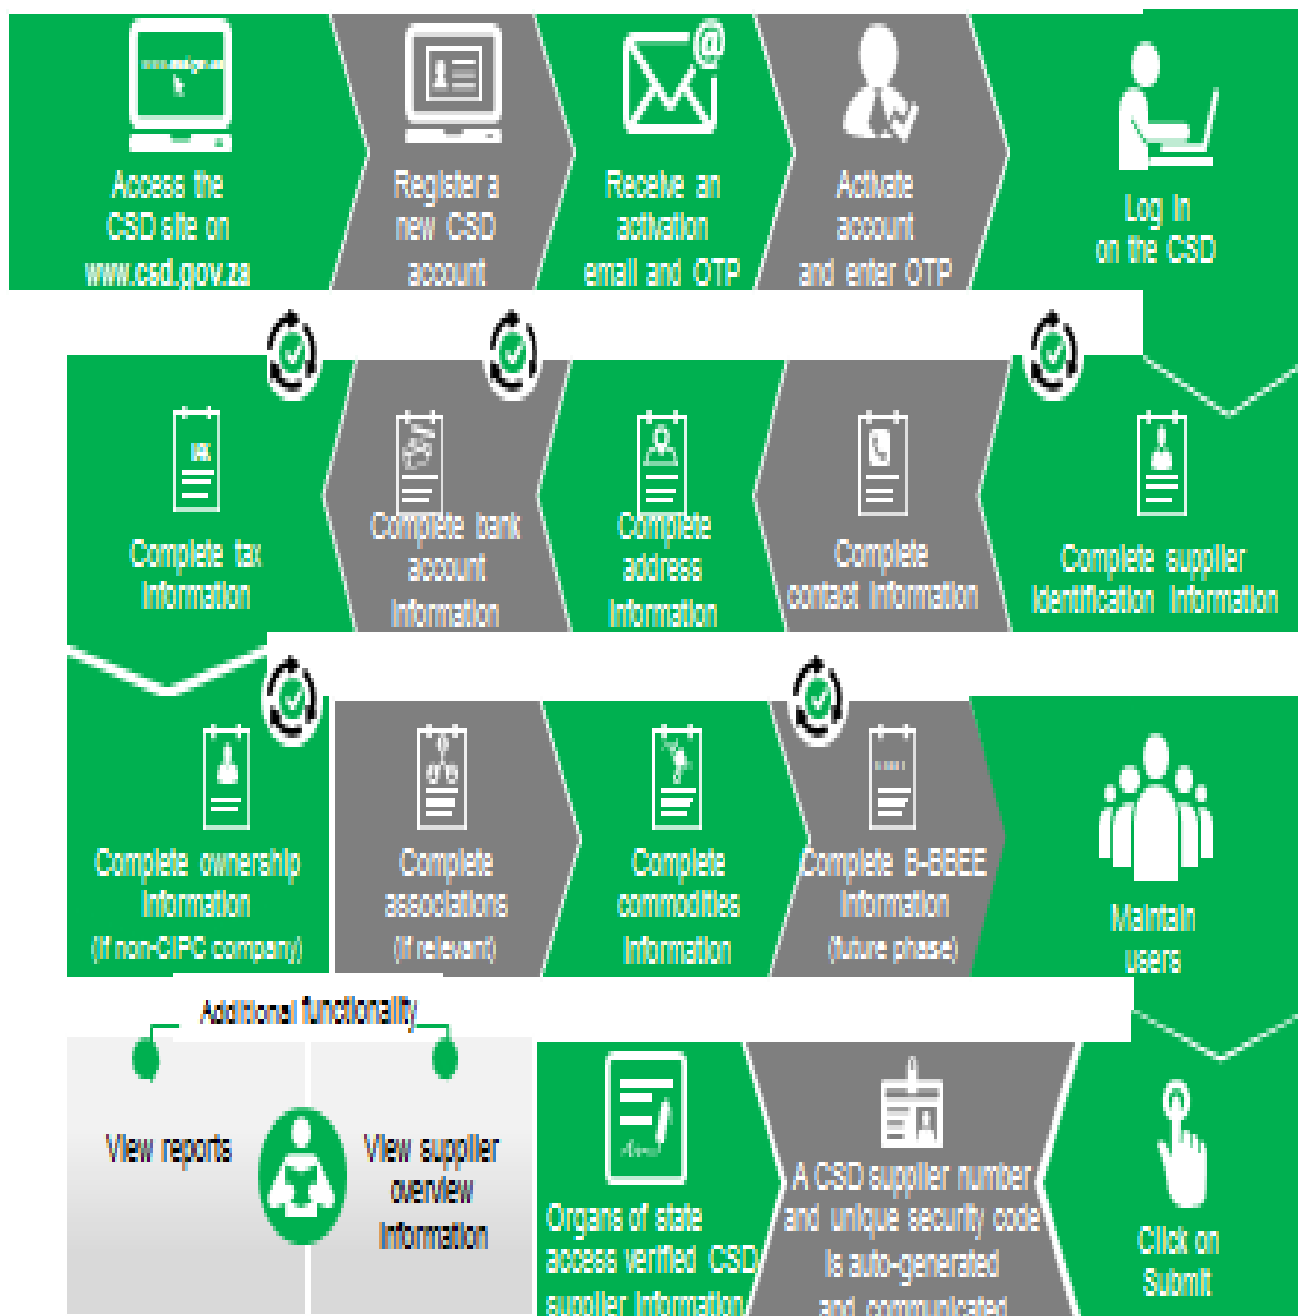 Access the
CSD site on
www.csd.gov.za
Register a
new CSD
account
Receive an
activation
email and OTP
Activate
account
and enter OTP
Log in
on the CSD
Complete supplier
Identification Information
Complete
contact Information
Complete
address
Information
Complete bank
account
Information
Complete tax
Information
Complete ownership
Information
(If non-CIPC company)
Complete
associations
(If relevant)
Complete
commodities
Information
Complete B-BBEE
Information
(future phase)
Maintain
users
Click on
Submit
A CSD supplier number
and unique security code
is auto-generated
and communicated
Organs of state
access verified CSD
supplier Information
Additional functionality
View reports
View supplier
overview
Information